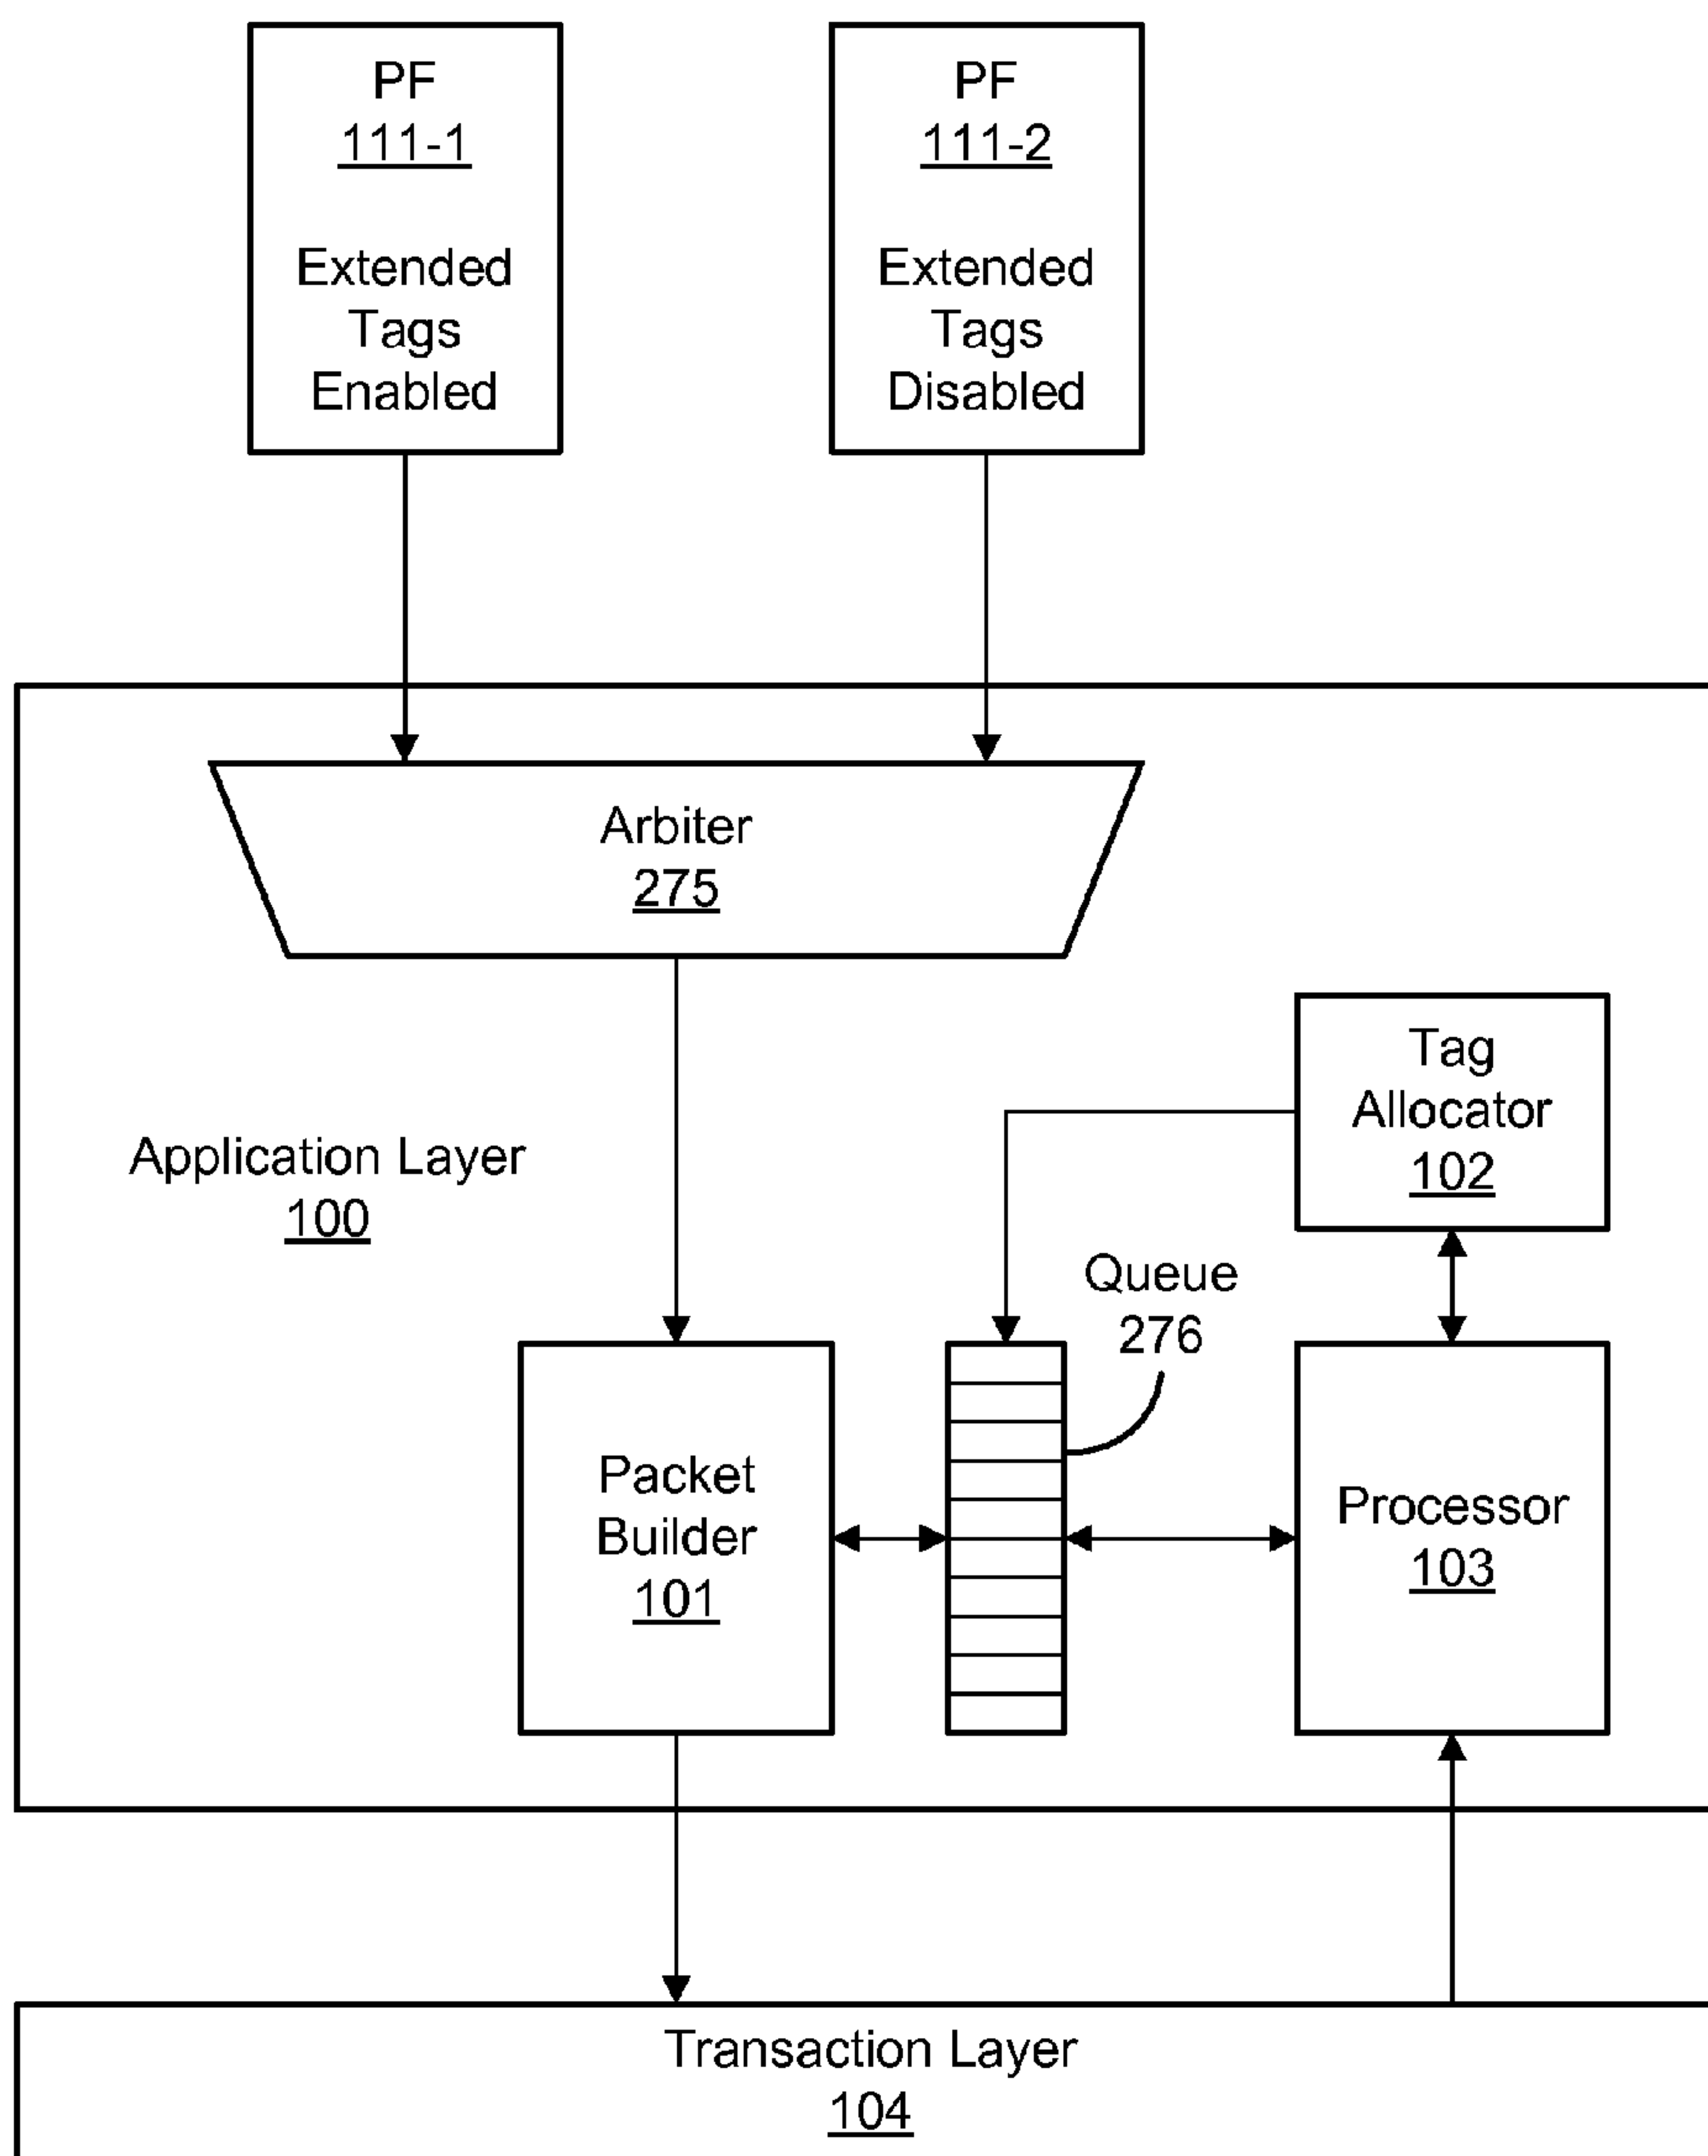 PF
111-1
Extended
Tags
Enabled
PF
111-2
Extended
Tags
Disabled
Arbiter
275
Tag
Allocator
102
Application Layer
100
Queue
276
Packet
Builder
101
Processor
103
Transaction Layer
104